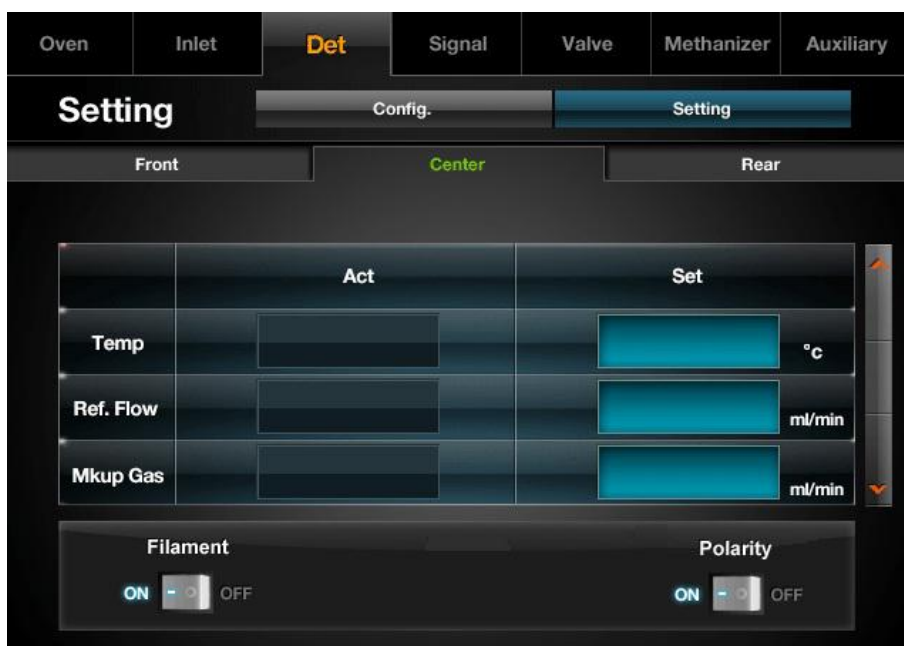 Oven Inlet Det Signal Valve Methanizer Auxiliary
Setting Config. Setting
Front Center Rear
Act Set
Temp °c
Ref. Flow ml/min
Mkup Gas ml/min
Filament Polarity
ON OFF ON OFF